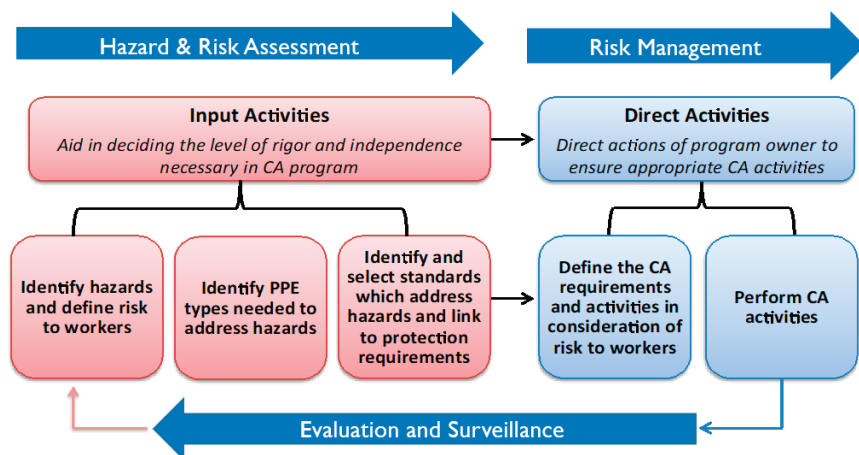 Hazard & Risk Assessment
Risk Management
Input Activities
Aid in deciding the level of rigor and independence
necessary in CA program
Direct Activities
Direct actions of program owner to
ensure appropriate CA activities
Identify hazards
and define risk
to workers
Identify PPE
types needed to
address hazards
Identify and
select standards
which address
hazards and link
to protection
requirements
Define the CA
requirements
and activities in
consideration of
risk to workers
Perform CA
activities
Evaluation and Surveillance